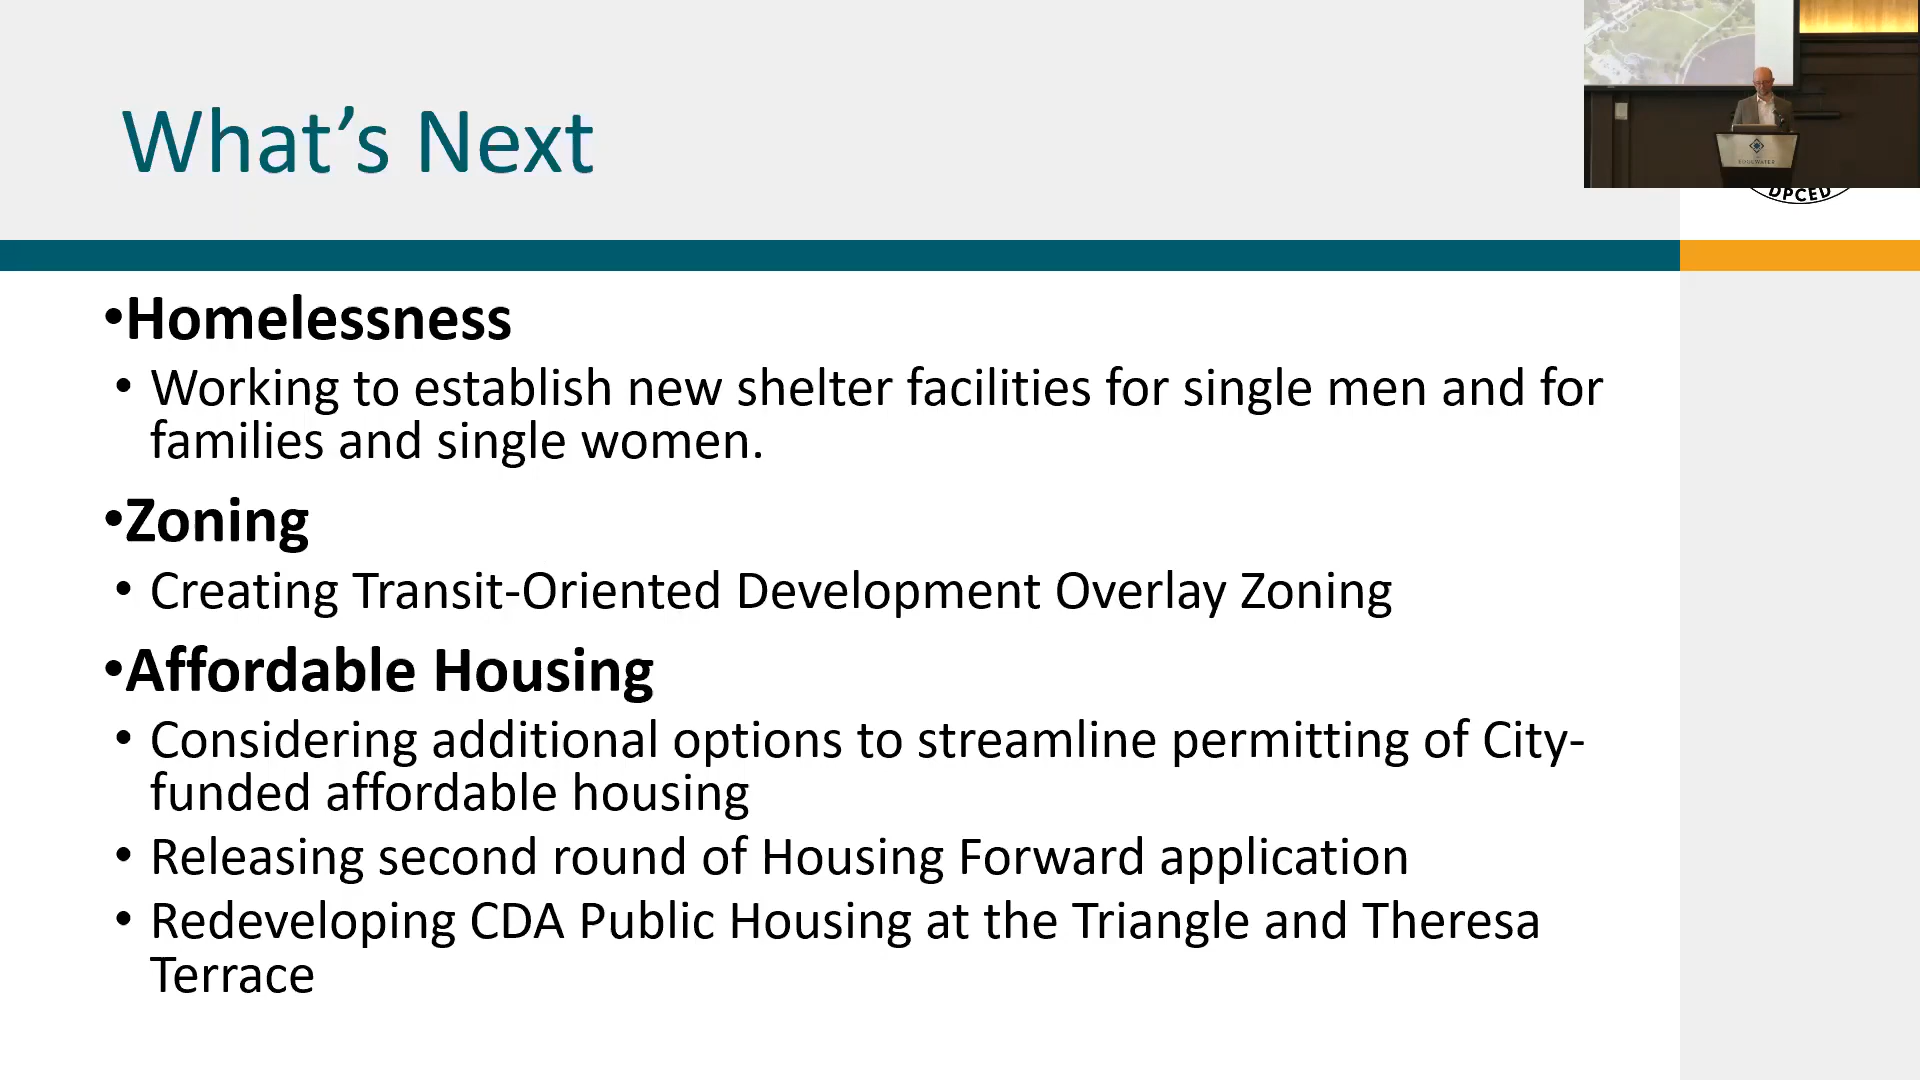 What’s Next
DPCED
EDGEWATER
•Homelessness
• Working to establish new shelter facilities for single men and for
families and single women.
•Zoning
• Creating Transit-Oriented Development Overlay Zoning
•Affordable Housing
• Considering additional options to streamline permitting of City-
funded affordable housing
• Releasing second round of Housing Forward application
• Redeveloping CDA Public Housing at the Triangle and Theresa
Terrace